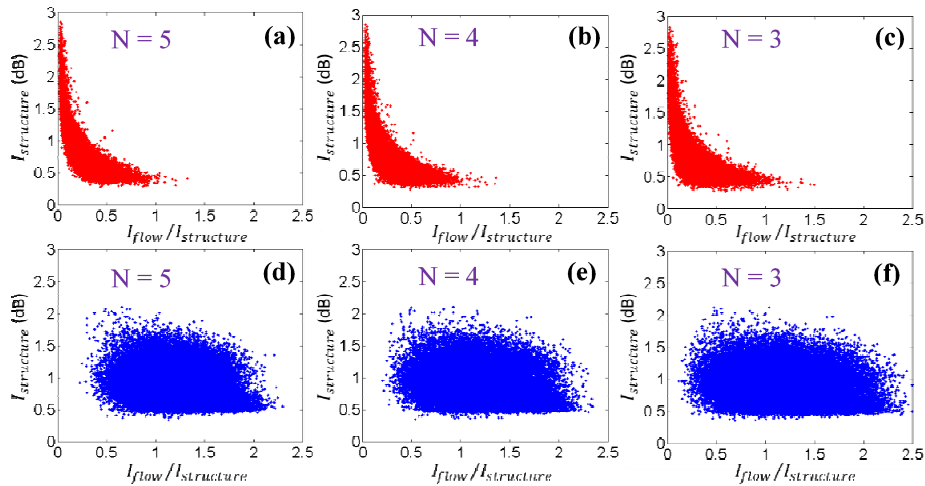 N = 5 (a)
I_structure (dB)
3
2.5
2
1.5
1
0.5
0
0 0.5 1 1.5 2 2.5
I_flow / I_structure
N = 4 (b)
I_structure (dB)
3
2.5
2
1.5
1
0.5
0
0 0.5 1 1.5 2 2.5
I_flow / I_structure
N = 3 (c)
I_structure (dB)
3
2.5
2
1.5
1
0.5
0
0 0.5 1 1.5 2 2.5
I_flow / I_structure
N = 5 (d)
I_structure (dB)
3
2.5
2
1.5
1
0.5
0
0 0.5 1 1.5 2 2.5
I_flow / I_structure
N = 4 (e)
I_structure (dB)
3
2.5
2
1.5
1
0.5
0
0 0.5 1 1.5 2 2.5
I_flow / I_structure
N = 3 (f)
I_structure (dB)
3
2.5
2
1.5
1
0.5
0
0 0.5 1 1.5 2 2.5
I_flow / I_structure